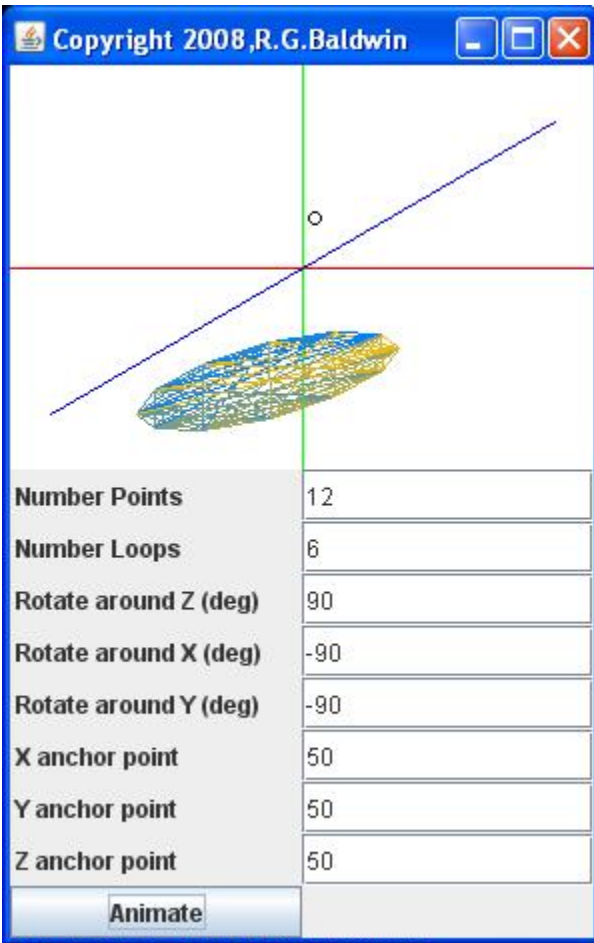 Copyright 2008,R.G.Baldwin
Number Points 12
Number Loops 6
Rotate around Z (deg) 90
Rotate around X (deg) -90
Rotate around Y (deg) -90
X anchor point 50
Y anchor point 50
Z anchor point 50
Animate